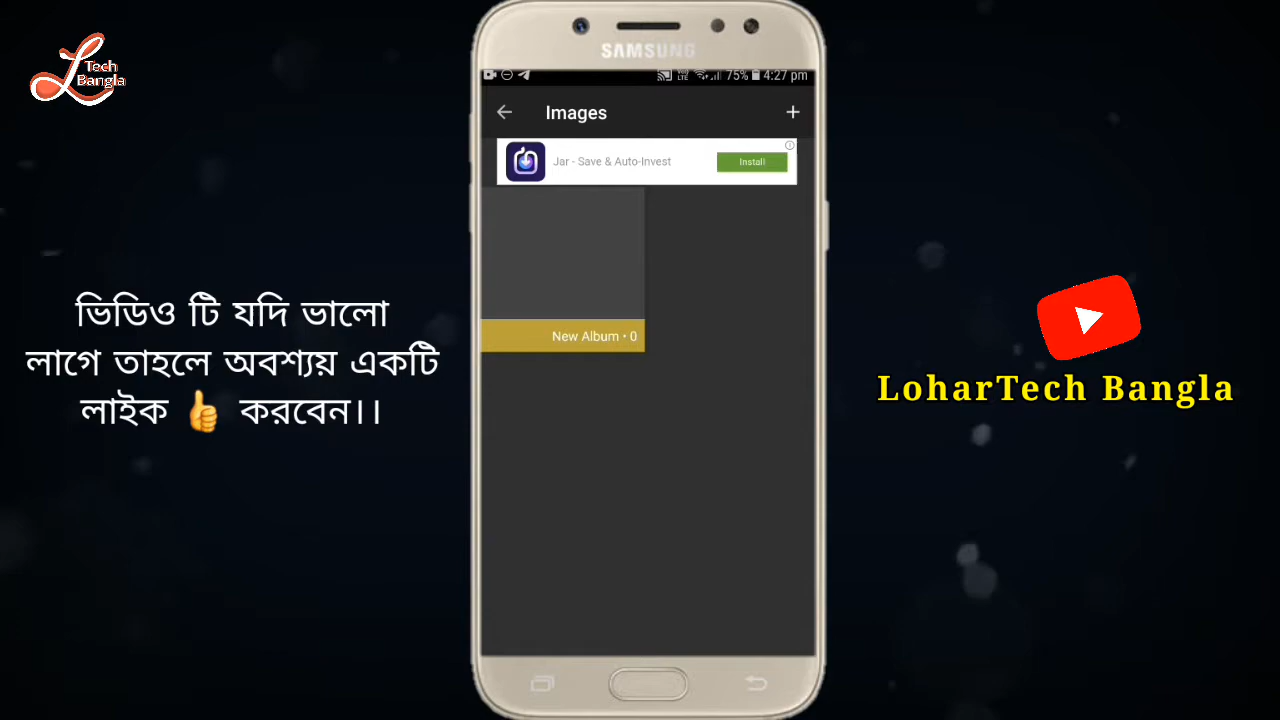 Tech
Bangla
SAMSUNG
75% 4:27 pm
Images
Jar - Save & Auto-Invest
Install
New Album • 0
ভিডিও টি যদি ভালো
লাগে তাহলে অবশ্যয় একটি
লাইক 👍 করবেন।।
LoharTech Bangla